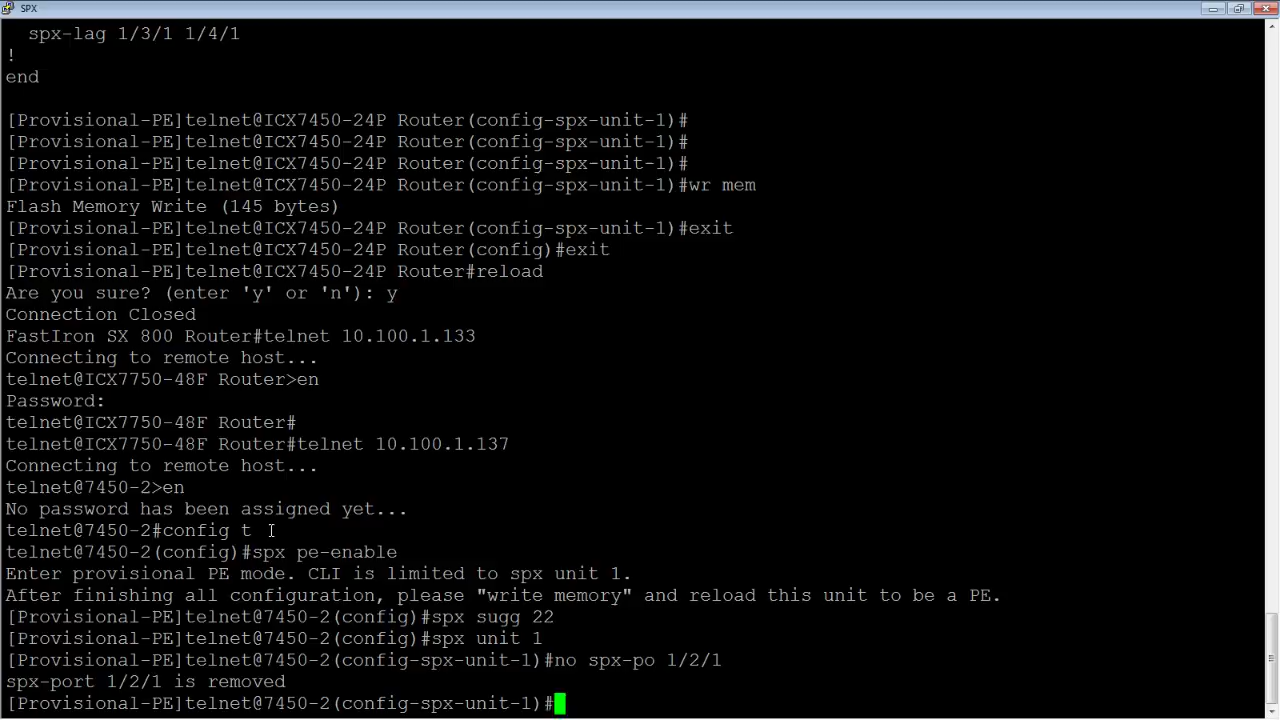 SPX
  spx-lag 1/3/1 1/4/1
!
end
[Provisional-PE]telnet@ICX7450-24P Router(config-spx-unit-1)#
[Provisional-PE]telnet@ICX7450-24P Router(config-spx-unit-1)#
[Provisional-PE]telnet@ICX7450-24P Router(config-spx-unit-1)#
[Provisional-PE]telnet@ICX7450-24P Router(config-spx-unit-1)#wr mem
Flash Memory Write (145 bytes)
[Provisional-PE]telnet@ICX7450-24P Router(config-spx-unit-1)#exit
[Provisional-PE]telnet@ICX7450-24P Router(config)#exit
[Provisional-PE]telnet@ICX7450-24P Router#reload
Are you sure? (enter 'y' or 'n'): y
Connection Closed
FastIron SX 800 Router#telnet 10.100.1.133
Connecting to remote host...
telnet@ICX7750-48F Router>en
Password:
telnet@ICX7750-48F Router#
telnet@ICX7750-48F Router#telnet 10.100.1.137
Connecting to remote host...
telnet@7450-2>en
No password has been assigned yet...
telnet@7450-2#config t
telnet@7450-2(config)#spx pe-enable
Enter provisional PE mode. CLI is limited to spx unit 1.
After finishing all configuration, please "write memory" and reload this unit to be a PE.
[Provisional-PE]telnet@7450-2(config)#spx sugg 22
[Provisional-PE]telnet@7450-2(config)#spx unit 1
[Provisional-PE]telnet@7450-2(config-spx-unit-1)#no spx-po 1/2/1
spx-port 1/2/1 is removed
[Provisional-PE]telnet@7450-2(config-spx-unit-1)#